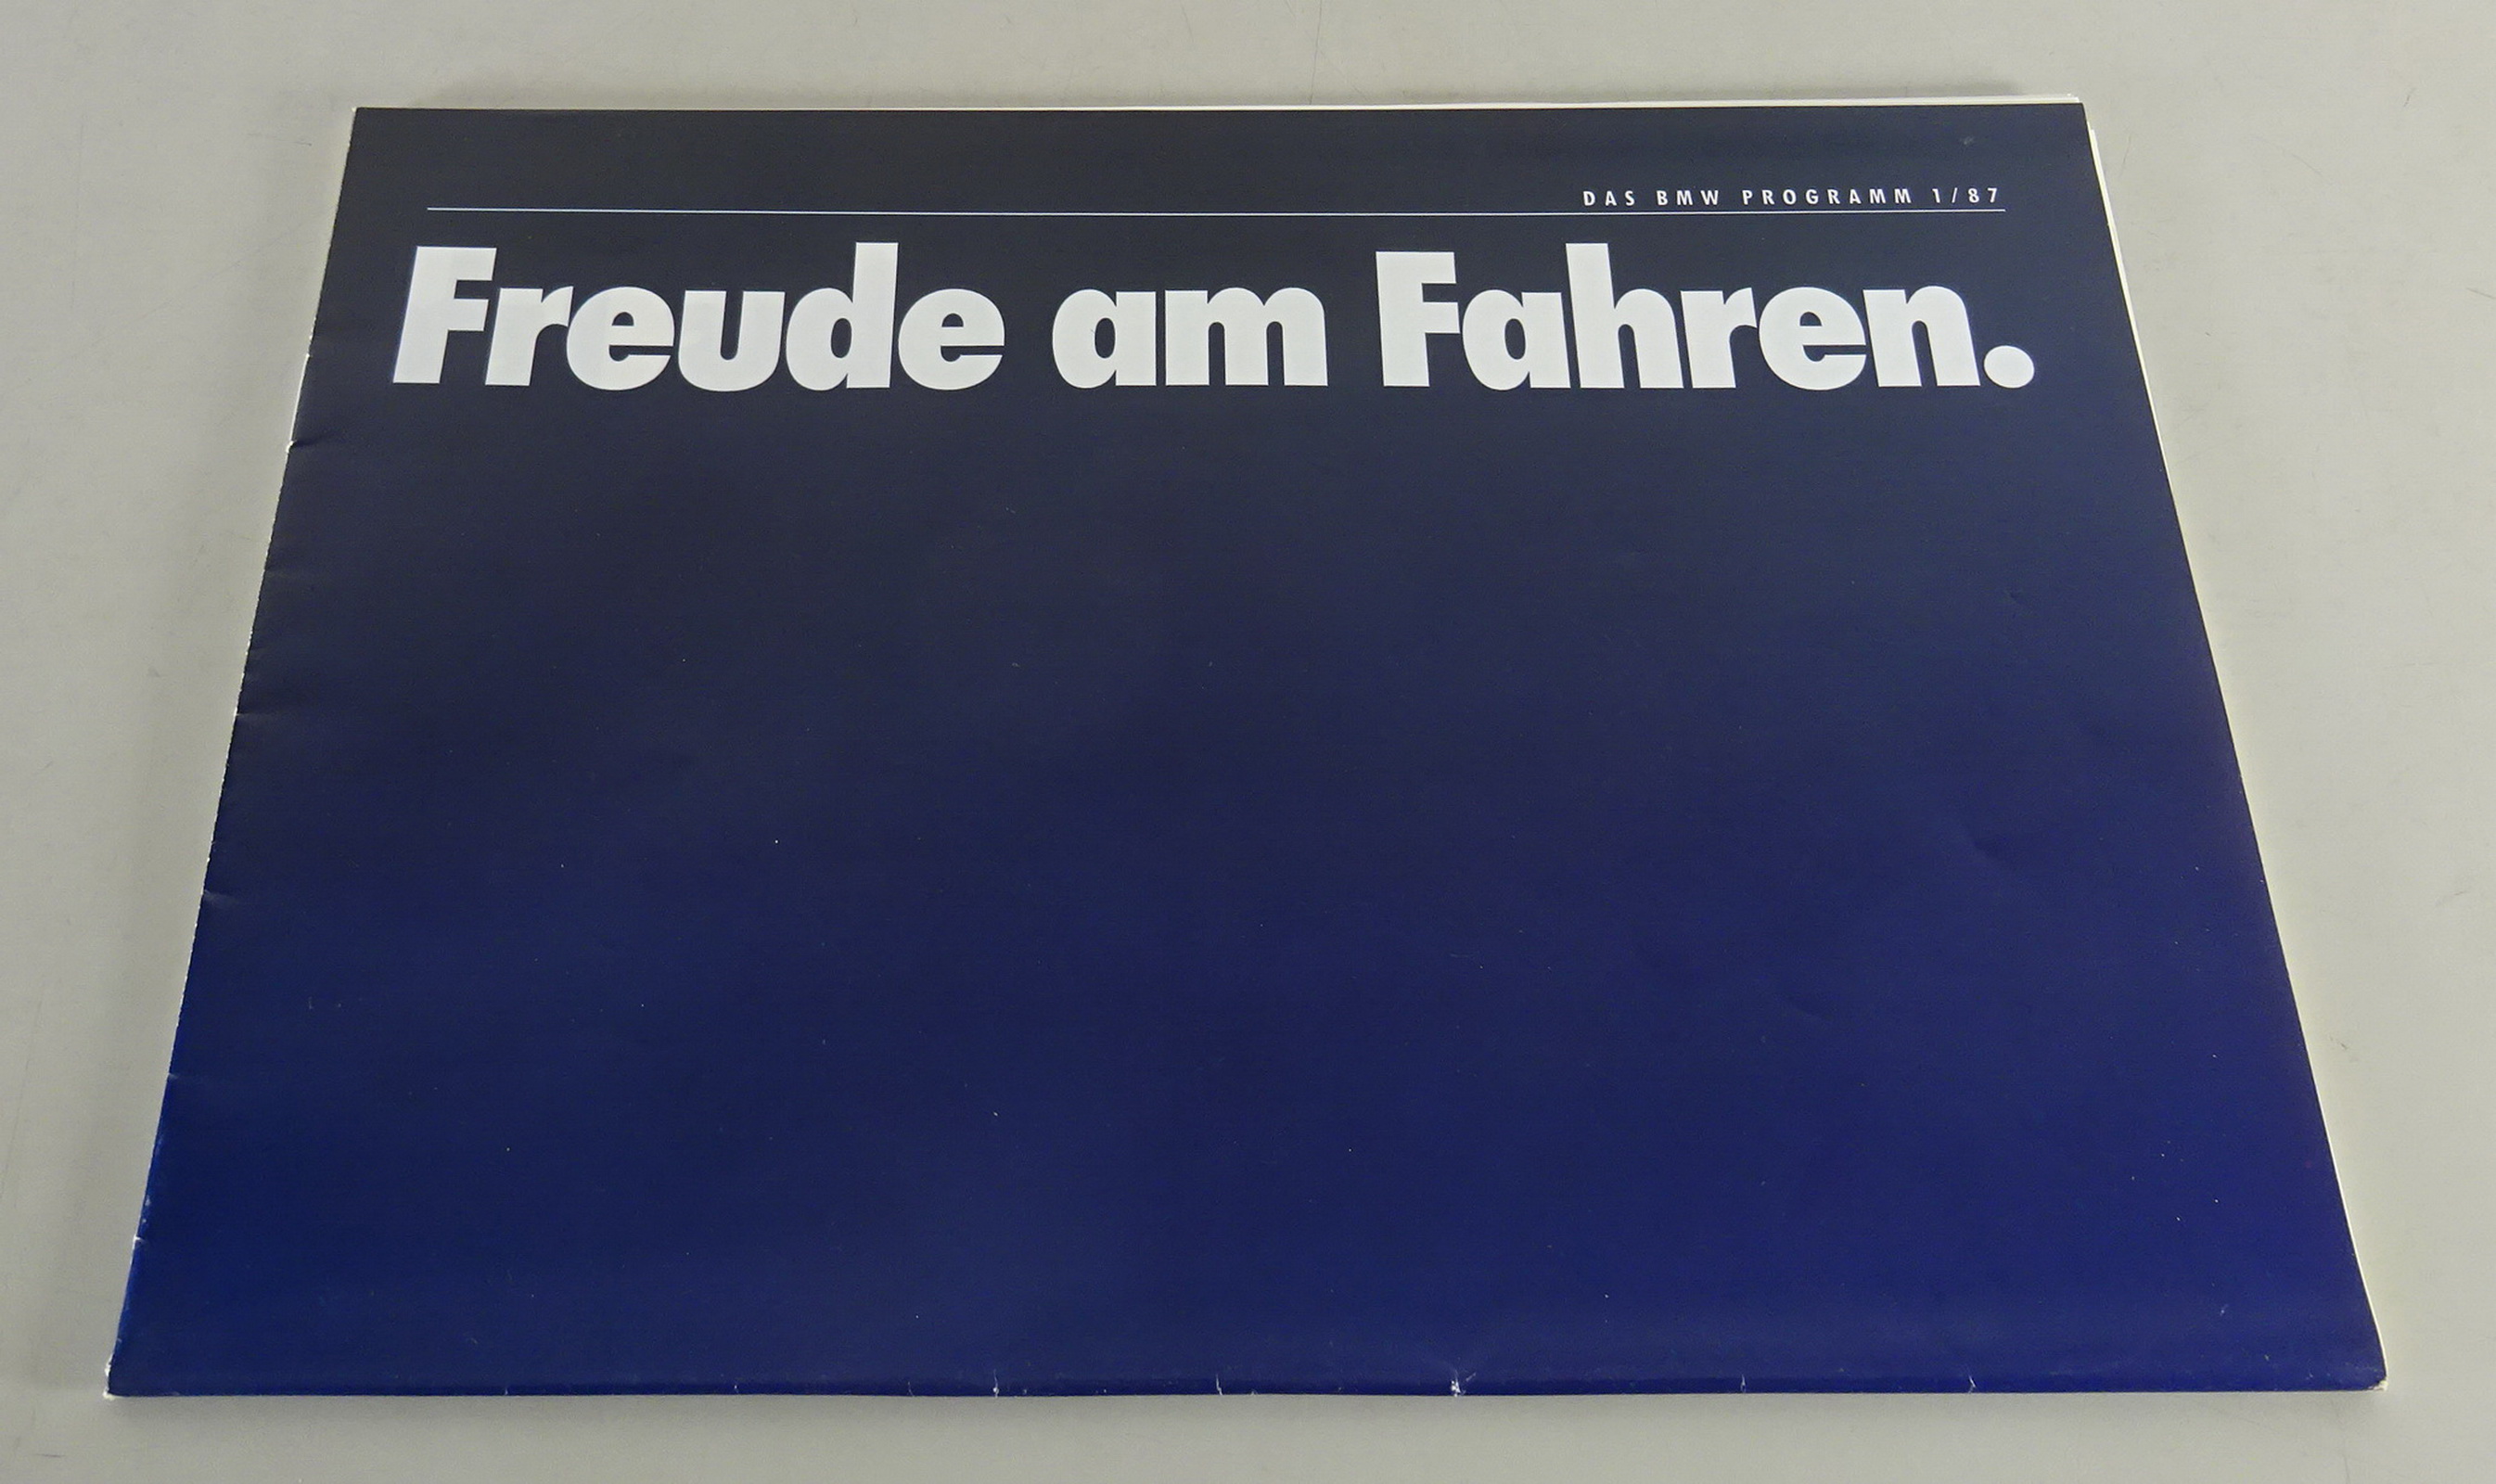 DAS BMW PROGRAMM 1/87
Freude am Fahren.